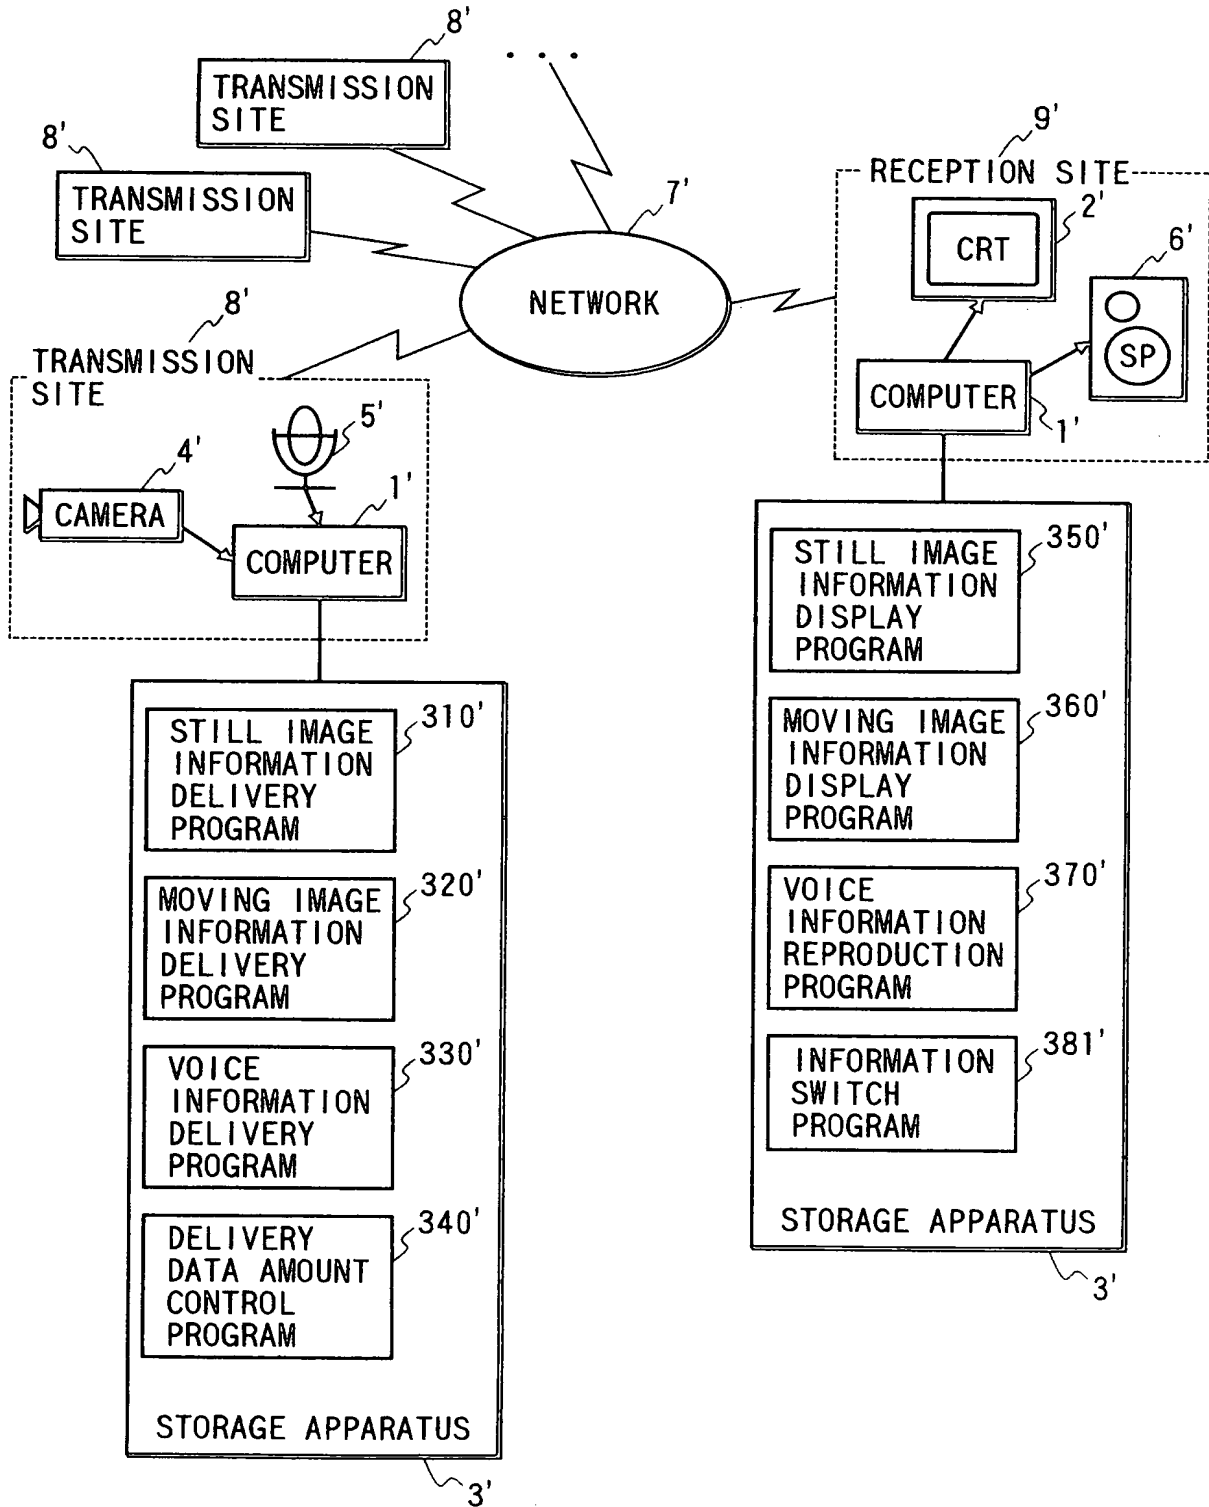 8'
• • •
TRANSMISSION
SITE
8'
TRANSMISSION
SITE
9'
RECEPTION SITE
2'
CRT
6'
SP
COMPUTER
1'
7'
NETWORK
8'
TRANSMISSION
SITE
5'
4'
CAMERA
1'
COMPUTER
310'
STILL IMAGE
INFORMATION
DELIVERY
PROGRAM
320'
MOVING IMAGE
INFORMATION
DELIVERY
PROGRAM
330'
VOICE
INFORMATION
DELIVERY
PROGRAM
340'
DELIVERY
DATA AMOUNT
CONTROL
PROGRAM
STORAGE APPARATUS
3'
350'
STILL IMAGE
INFORMATION
DISPLAY
PROGRAM
360'
MOVING IMAGE
INFORMATION
DISPLAY
PROGRAM
370'
VOICE
INFORMATION
REPRODUCTION
PROGRAM
381'
INFORMATION
SWITCH
PROGRAM
STORAGE APPARATUS
3'